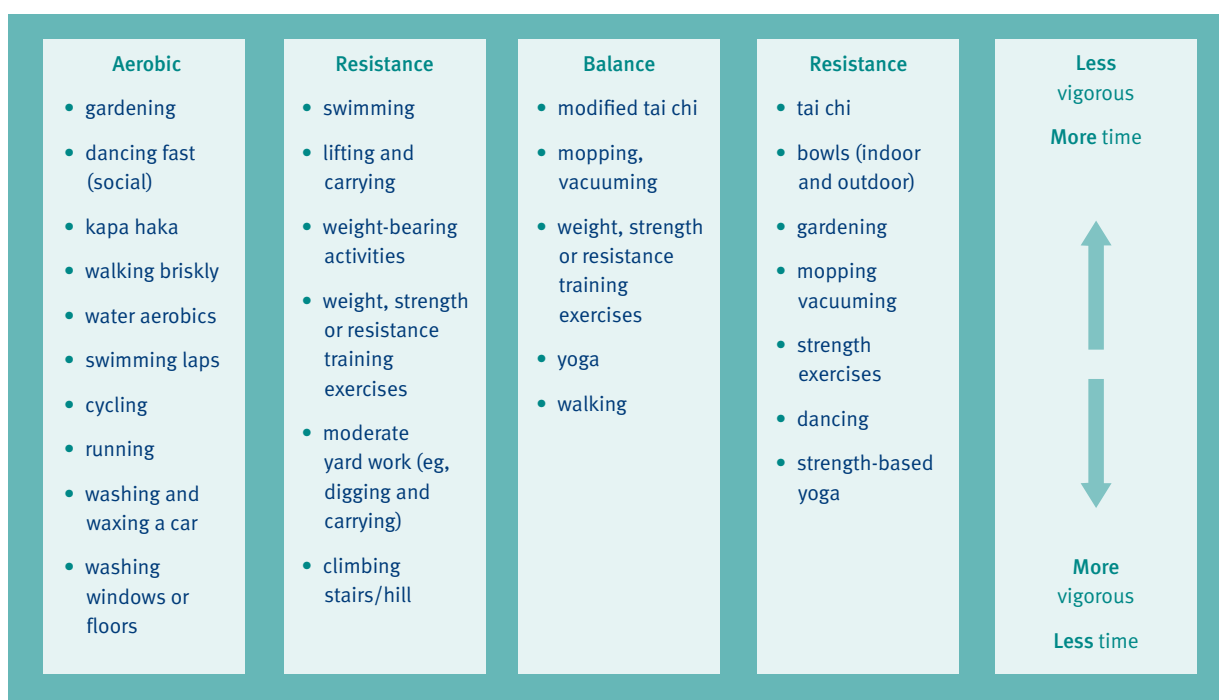 Aerobic
• gardening
• dancing fast
(social)
• kapa haka
• walking briskly
• water aerobics
• swimming laps
• cycling
• running
• washing and
waxing a car
• washing
windows or
floors
Resistance
• swimming
• lifting and
carrying
• weight-bearing
activities
• weight, strength
or resistance
training
exercises
• moderate
yard work (eg,
digging and
carrying)
• climbing
stairs/hill
Balance
• modified tai chi
• mopping,
vacuuming
• weight, strength
or resistance
training
exercises
• yoga
• walking
Resistance
• tai chi
• bowls (indoor
and outdoor)
• gardening
• mopping
vacuuming
• strength
exercises
• dancing
• strength-based
yoga
Less
vigorous
More time
More
vigorous
Less time